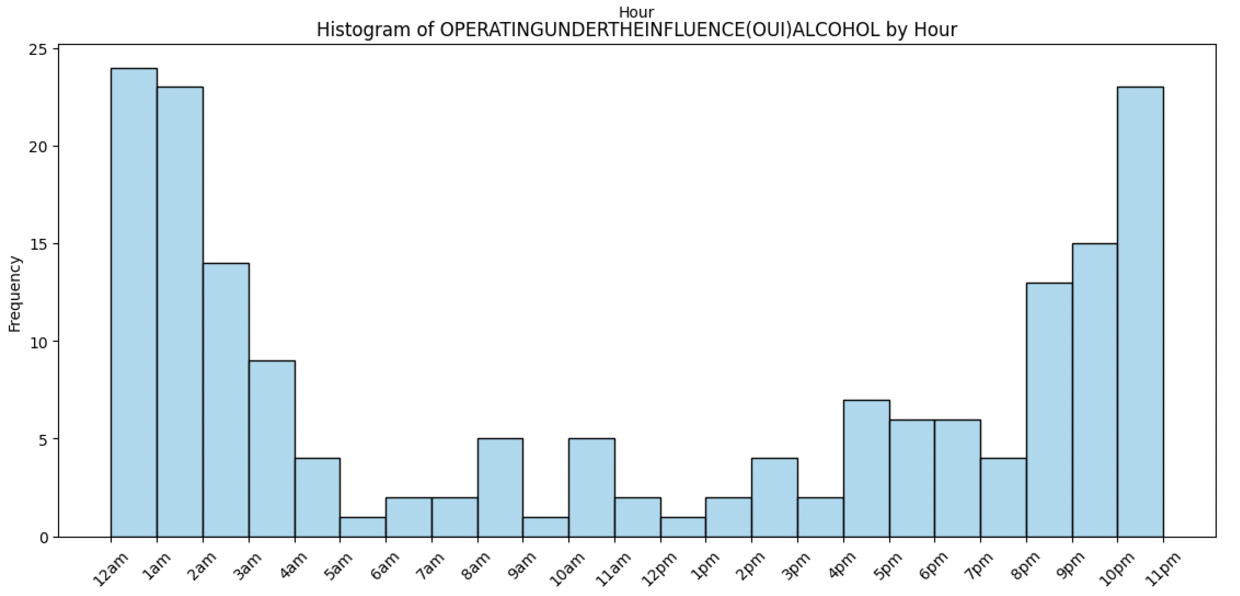 Hour
Histogram of OPERATINGUNDERTHEINFLUENCE(OUI)ALCOHOL by Hour
25
20
15
10
5
0
Frequency
12am 1am 2am 3am 4am 5am 6am 7am 8am 9am 10am 11am 12pm 1pm 2pm 3pm 4pm 5pm 6pm 7pm 8pm 9pm 10pm 11pm